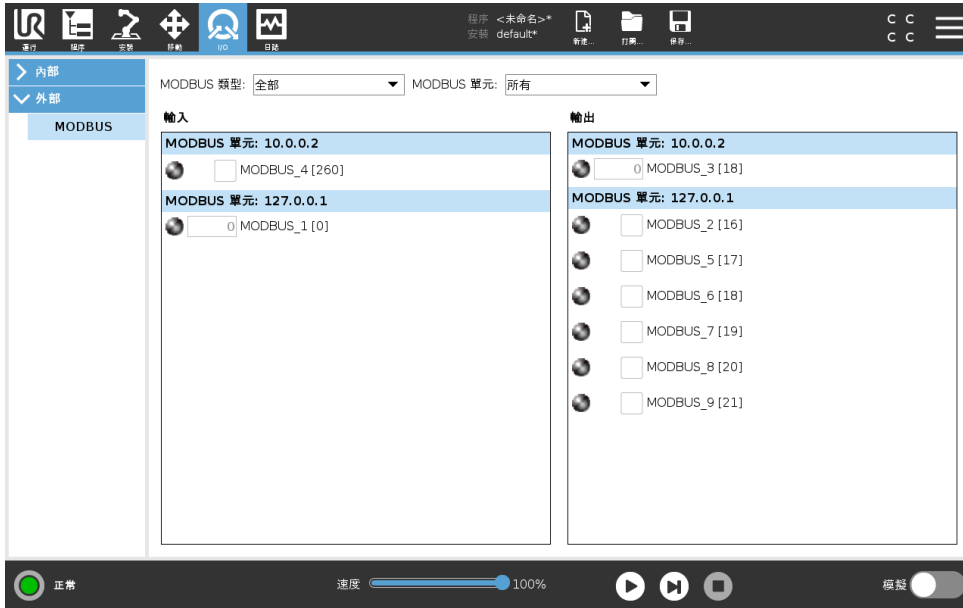 UR
程序 <未命名>*
安裝 default*
C C
C C
運行
程序
安裝
移動
I/O
日誌
新建...
打開...
保存...
內部
外部
MODBUS
MODBUS 類型: 全部
MODBUS 單元: 所有
輸入
MODBUS 單元: 10.0.0.2
MODBUS_4 [260]
MODBUS 單元: 127.0.0.1
0 MODBUS_1 [0]
輸出
MODBUS 單元: 10.0.0.2
0 MODBUS_3 [18]
MODBUS 單元: 127.0.0.1
MODBUS_2 [16]
MODBUS_5 [17]
MODBUS_6 [18]
MODBUS_7 [19]
MODBUS_8 [20]
MODBUS_9 [21]
正常
速度 100%
模擬